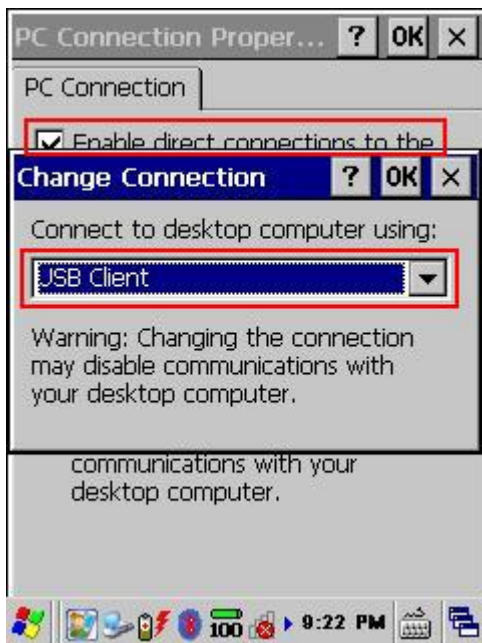 PC Connection Proper... ? OK ×
PC Connection
Enable direct connections to the
Change Connection ? OK ×
Connect to desktop computer using:
USB Client
Warning: Changing the connection
may disable communications with
your desktop computer.
communications with your
desktop computer.
100 9:22 PM